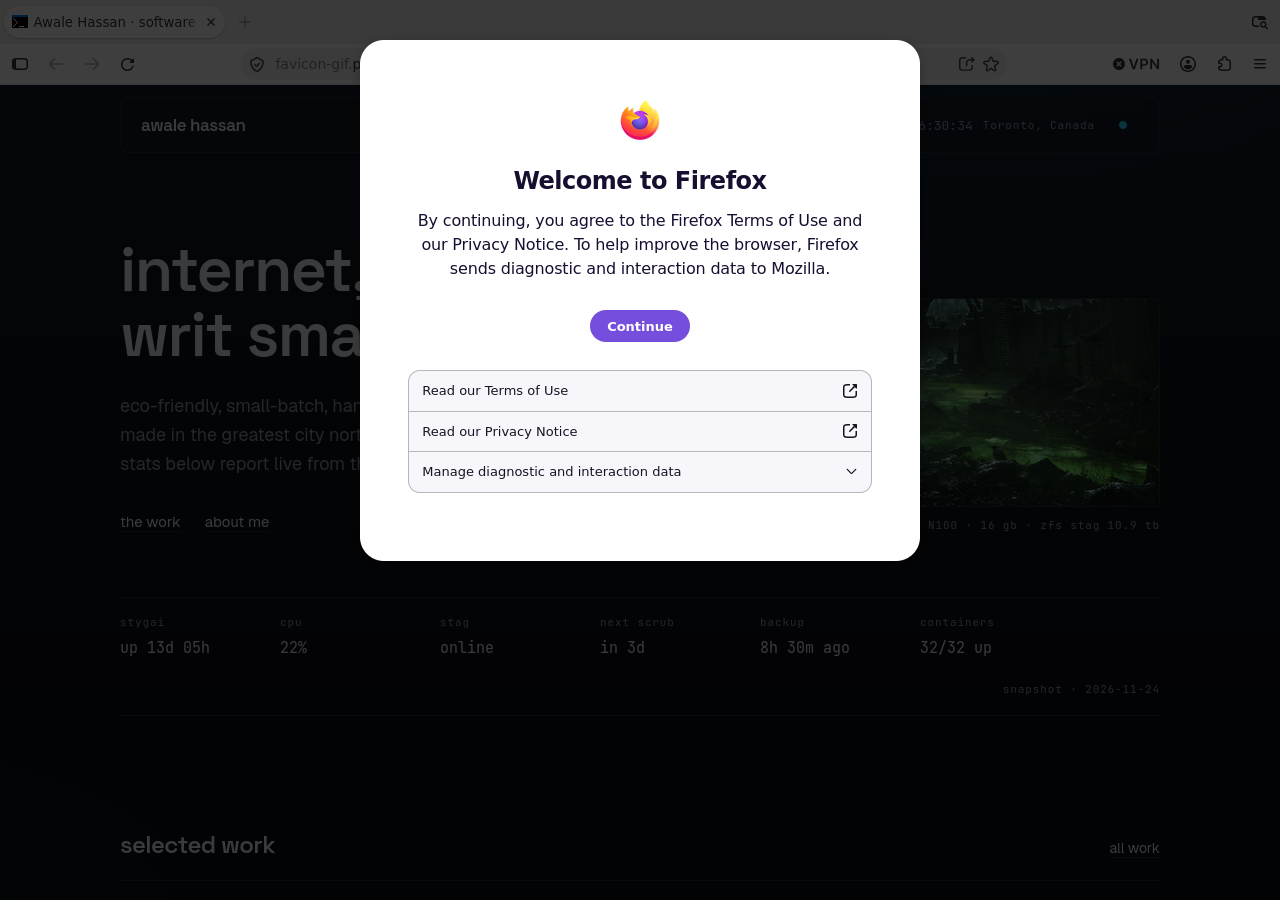 Awale Hassan · software
VPN
favicon-gif.p
Welcome to Firefox
By continuing, you agree to the Firefox Terms of Use and
our Privacy Notice. To help improve the browser, Firefox
sends diagnostic and interaction data to Mozilla.
Continue
Read our Terms of Use
Read our Privacy Notice
Manage diagnostic and interaction data
awale hassan
:30:34 Toronto, Canada
internet,
writ sma
eco-friendly, small-batch, han
made in the greatest city nort
stats below report live from th
the work about me
N100 · 16 gb · zfs stag 10.9 tb
stygai cpu stag next scrub backup containers
up 13d 05h 22% online in 3d 8h 30m ago 32/32 up
snapshot · 2026-11-24
selected work
all work